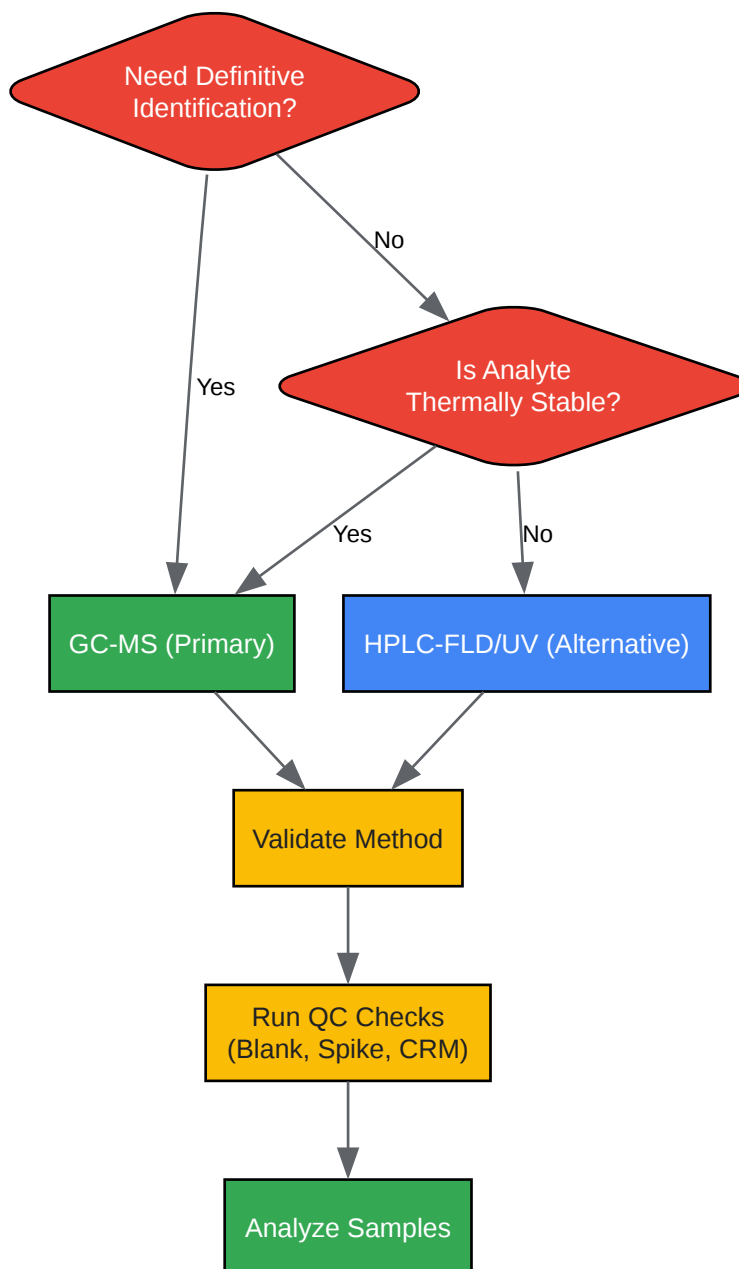 Need Definitive
Identification?
No
Is Analyte
Thermally Stable?
Yes
Yes
No
GC-MS (Primary)
HPLC-FLD/UV (Alternative)
Validate Method
Run QC Checks
(Blank, Spike, CRM)
Analyze Samples